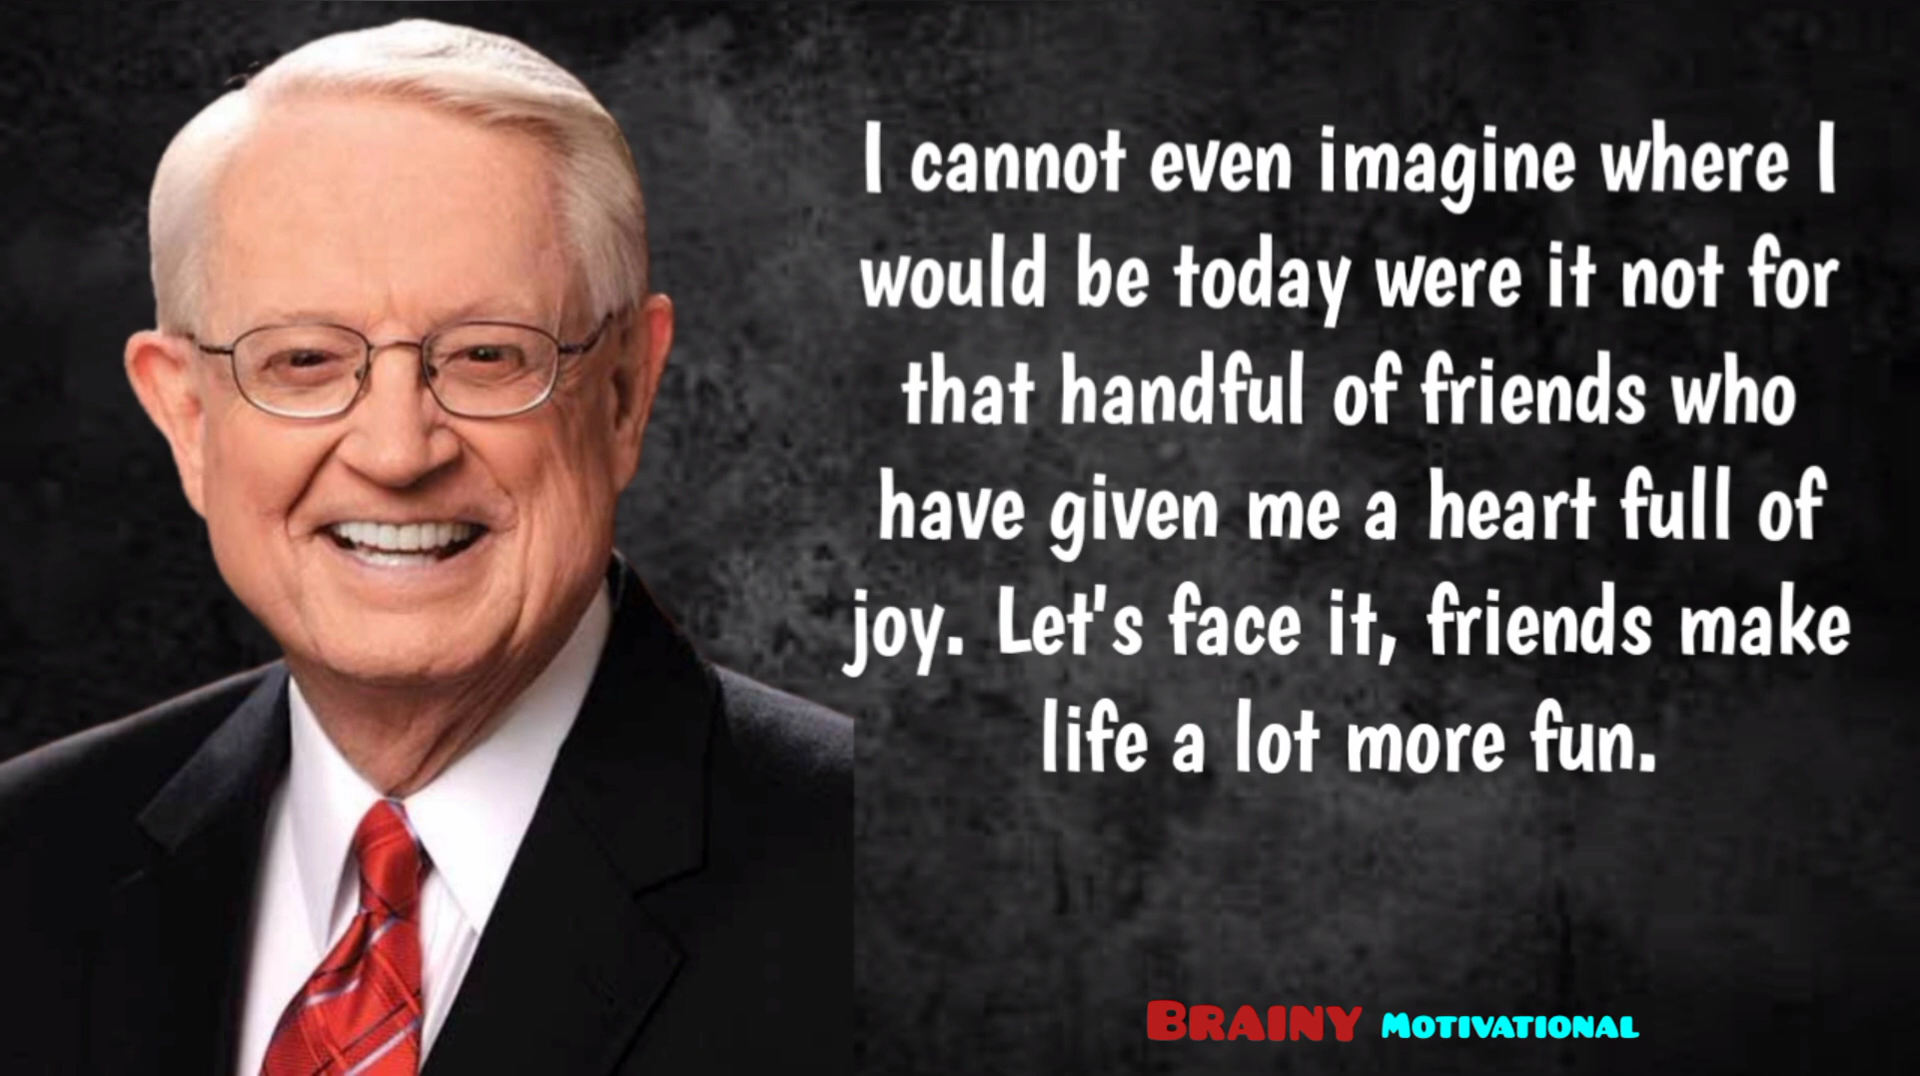 I cannot even imagine where I
would be today were it not for
that handful of friends who
have given me a heart full of
joy. Let's face it, friends make
life a lot more fun.
BRAINY MOTIVATIONAL